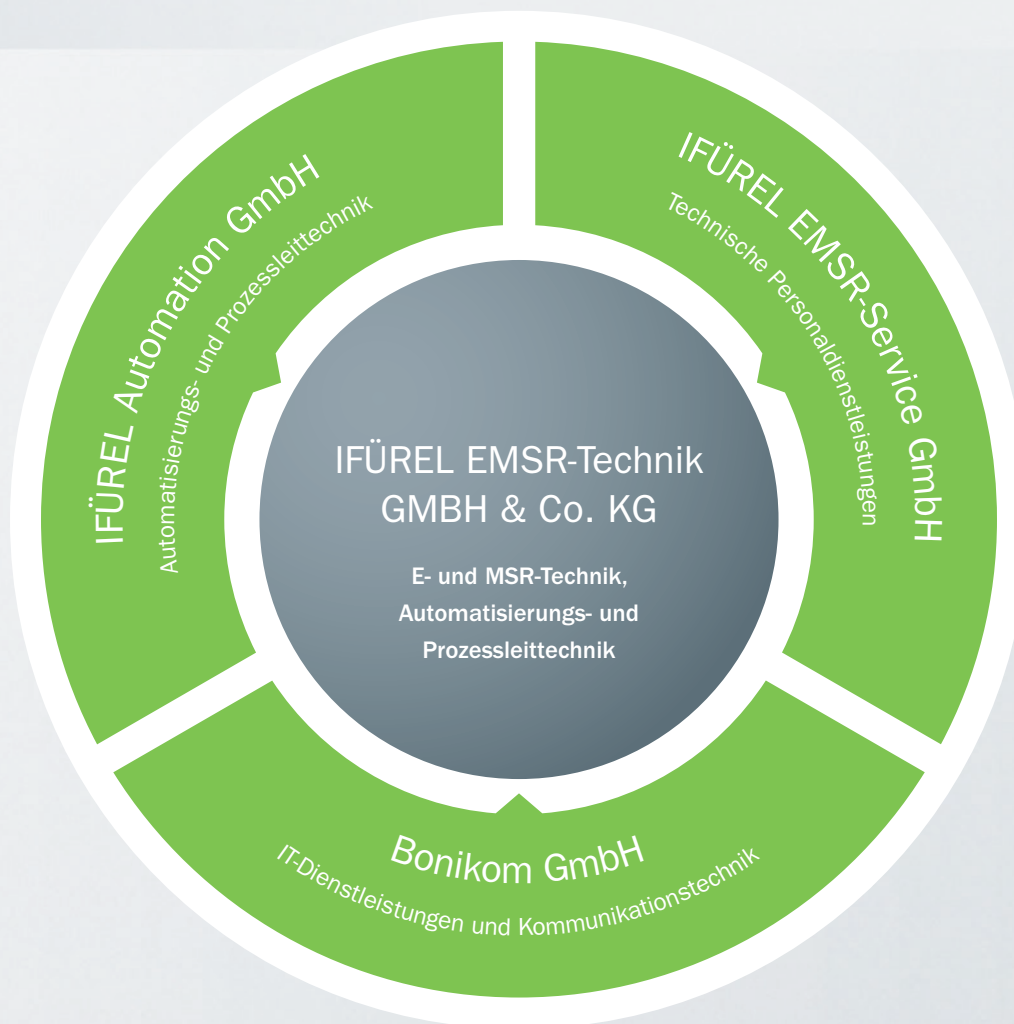 IFÜREL Automation GmbH
Automatisierungs- und Prozessleittechnik
IFÜREL EMSR-Service GmbH
Technische Personaldienstleistungen
IFÜREL EMSR-Technik
GMBH & Co. KG
E- und MSR-Technik,
Automatisierungs- und
Prozessleittechnik
Bonikom GmbH
IT-Dienstleistungen und Kommunikationstechnik